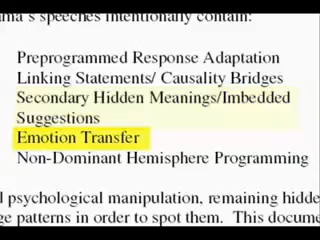 speeches intentionally contain:
Preprogrammed Response Adaptation
Linking Statements/ Causality Bridges
Secondary Hidden Meanings/Imbedded
Suggestions
Emotion Transfer
Non-Dominant Hemisphere Programming
psychological manipulation, remaining
patterns in order to spot them. This